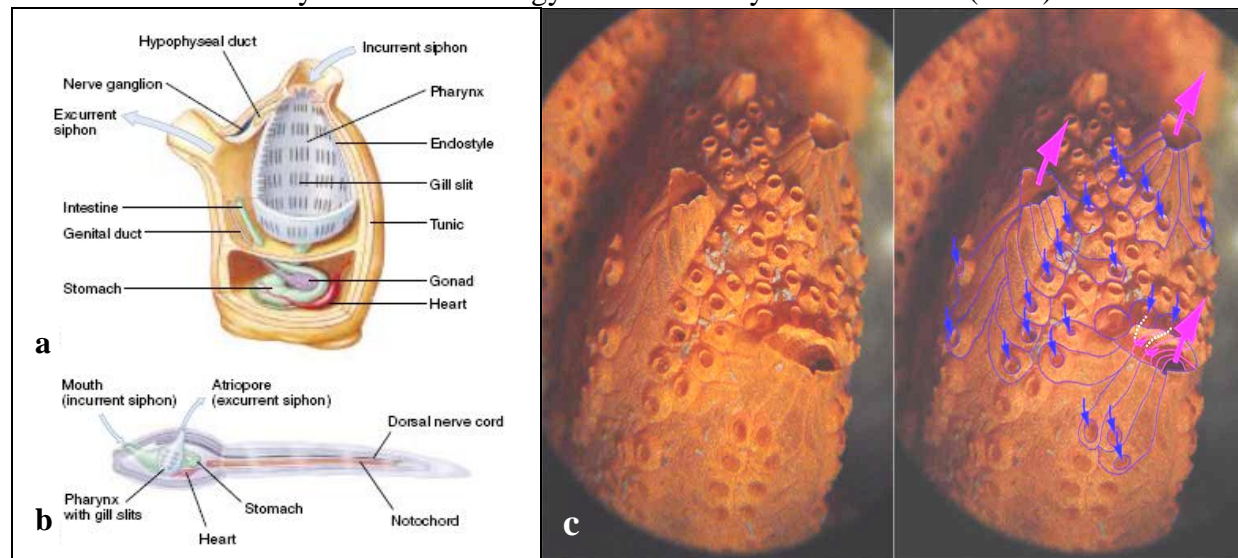 Hypophyseal duct
Incurrent siphon
Nerve ganglion
Pharynx
Excurrent
siphon
Endostyle
Gill slit
Intestine
Tunic
Genital duct
Gonad
Stomach
Heart
a
Mouth
(incurrent siphon)
Atriopore
(excurrent siphon)
Dorsal nerve cord
Pharynx
with gill slits
Stomach
Notochord
Heart
b
c